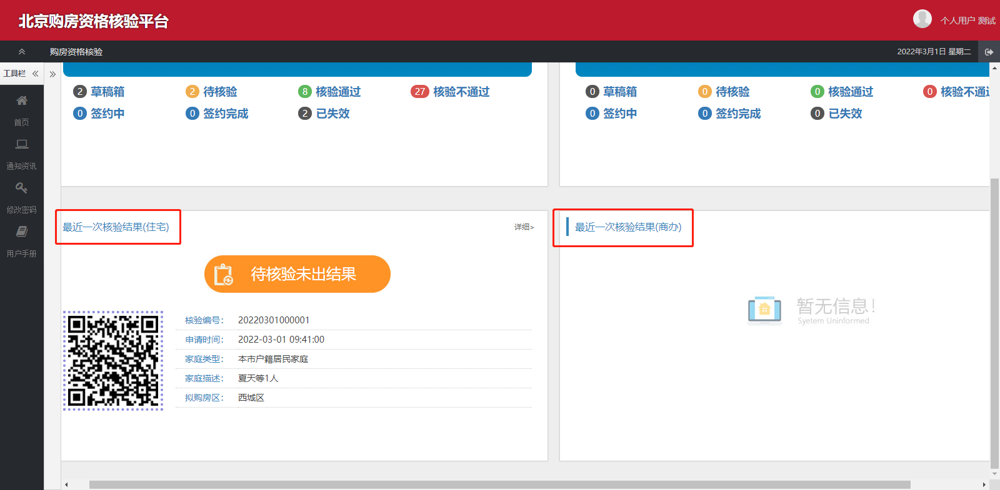 北京购房资格核验平台
个人用户 测试
购房资格核验
2022年3月1日 星期二
工具栏
首页
通知资讯
修改密码
用户手册
2 草稿箱 2 待核验 8 核验通过 27 核验不通过
0 签约中 0 签约完成 2 已失效
0 草稿箱 0 待核验 0 核验通过 0 核验不通过
0 签约中 0 签约完成 0 已失效
最近一次核验结果(住宅)
详细>
待核验未出结果
核验编号： 20220301000001
申请时间： 2022-03-01 09:41:00
家庭类型： 本市户籍居民家庭
家庭描述： 夏天等1人
拟购房区： 西城区
最近一次核验结果(商办)
暂无信息！
Syetem Uninformed